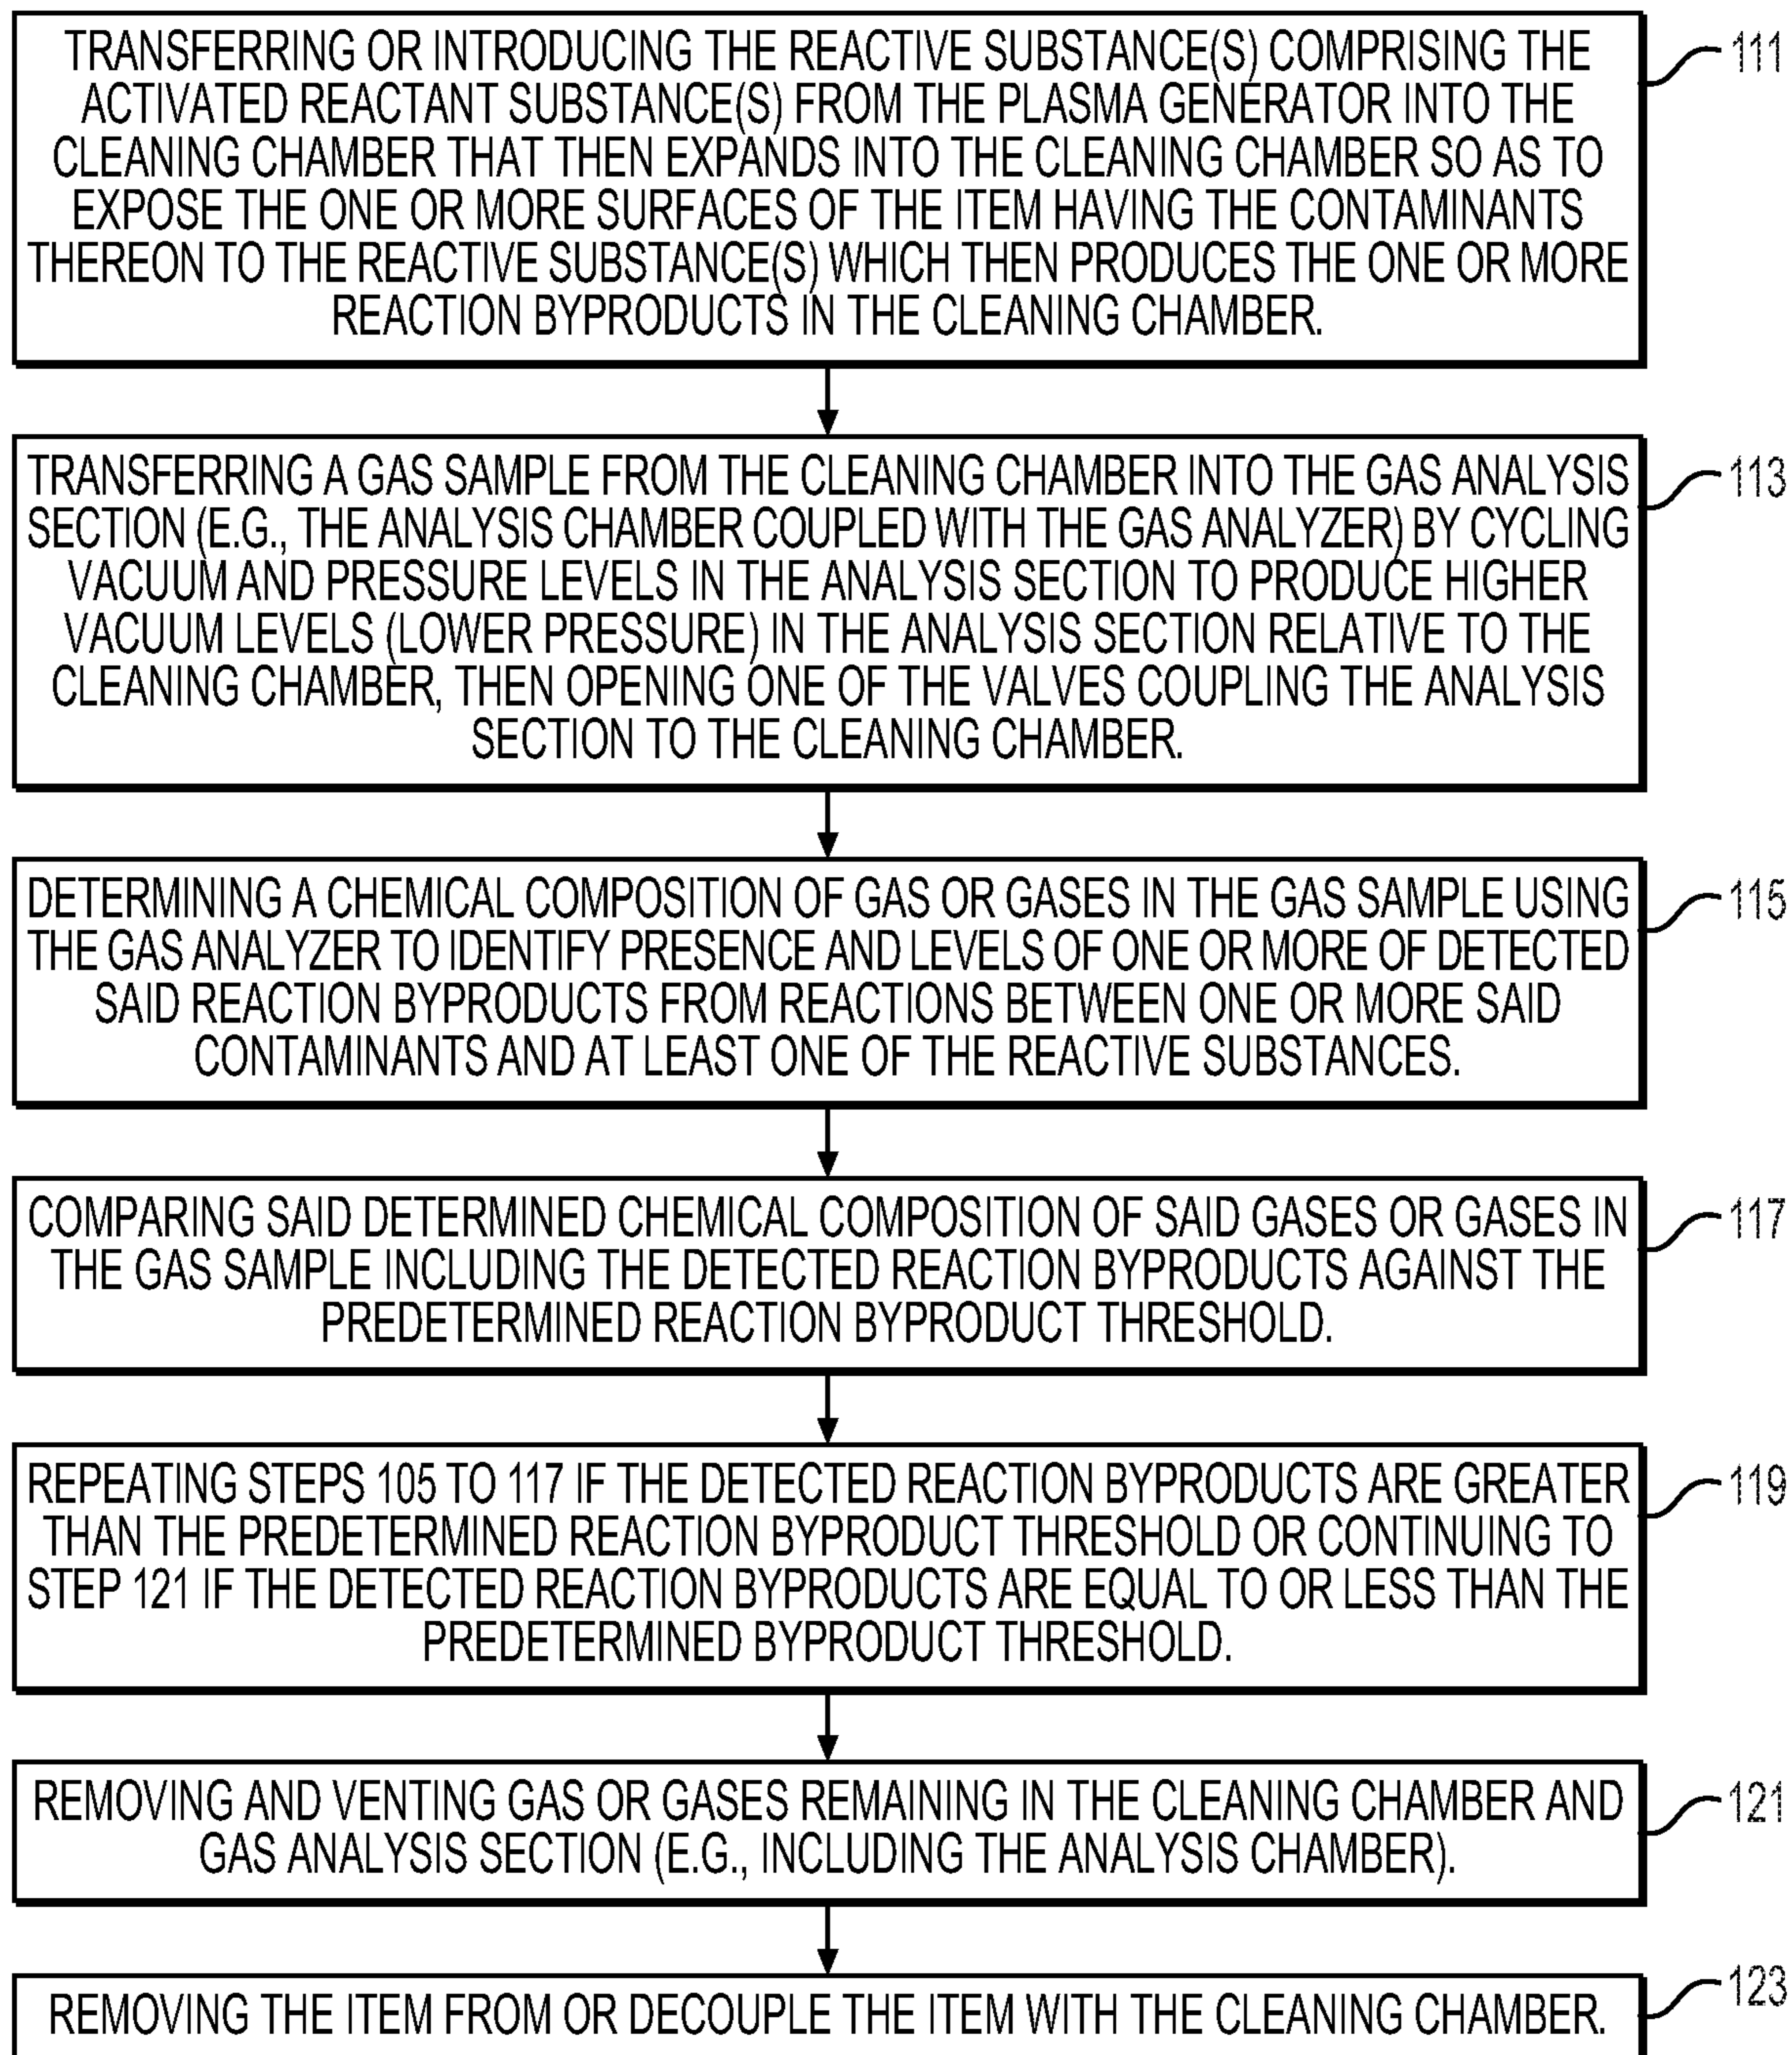 TRANSFERRING OR INTRODUCING THE REACTIVE SUBSTANCE(S) COMPRISING THE
ACTIVATED REACTANT SUBSTANCE(S) FROM THE PLASMA GENERATOR INTO THE
CLEANING CHAMBER THAT THEN EXPANDS INTO THE CLEANING CHAMBER SO AS TO
EXPOSE THE ONE OR MORE SURFACES OF THE ITEM HAVING THE CONTAMINANTS
THEREON TO THE REACTIVE SUBSTANCE(S) WHICH THEN PRODUCES THE ONE OR MORE
REACTION BYPRODUCTS IN THE CLEANING CHAMBER.
111
TRANSFERRING A GAS SAMPLE FROM THE CLEANING CHAMBER INTO THE GAS ANALYSIS
SECTION (E.G., THE ANALYSIS CHAMBER COUPLED WITH THE GAS ANALYZER) BY CYCLING
VACUUM AND PRESSURE LEVELS IN THE ANALYSIS SECTION TO PRODUCE HIGHER
VACUUM LEVELS (LOWER PRESSURE) IN THE ANALYSIS SECTION RELATIVE TO THE
CLEANING CHAMBER, THEN OPENING ONE OF THE VALVES COUPLING THE ANALYSIS
SECTION TO THE CLEANING CHAMBER.
113
DETERMINING A CHEMICAL COMPOSITION OF GAS OR GASES IN THE GAS SAMPLE USING
THE GAS ANALYZER TO IDENTIFY PRESENCE AND LEVELS OF ONE OR MORE OF DETECTED
SAID REACTION BYPRODUCTS FROM REACTIONS BETWEEN ONE OR MORE SAID
CONTAMINANTS AND AT LEAST ONE OF THE REACTIVE SUBSTANCES.
115
COMPARING SAID DETERMINED CHEMICAL COMPOSITION OF SAID GASES OR GASES IN
THE GAS SAMPLE INCLUDING THE DETECTED REACTION BYPRODUCTS AGAINST THE
PREDETERMINED REACTION BYPRODUCT THRESHOLD.
117
REPEATING STEPS 105 TO 117 IF THE DETECTED REACTION BYPRODUCTS ARE GREATER
THAN THE PREDETERMINED REACTION BYPRODUCT THRESHOLD OR CONTINUING TO
STEP 121 IF THE DETECTED REACTION BYPRODUCTS ARE EQUAL TO OR LESS THAN THE
PREDETERMINED BYPRODUCT THRESHOLD.
119
REMOVING AND VENTING GAS OR GASES REMAINING IN THE CLEANING CHAMBER AND
GAS ANALYSIS SECTION (E.G., INCLUDING THE ANALYSIS CHAMBER).
121
REMOVING THE ITEM FROM OR DECOUPLE THE ITEM WITH THE CLEANING CHAMBER.
123